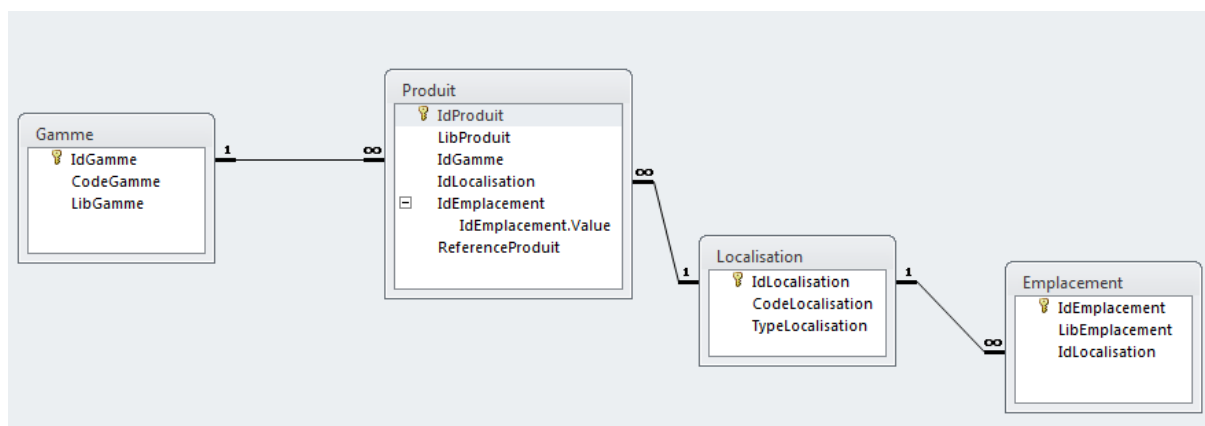 Gamme
IdGamme
CodeGamme
LibGamme
1
∞
Produit
IdProduit
LibProduit
IdGamme
IdLocalisation
IdEmplacement
IdEmplacement.Value
ReferenceProduit
∞
1
Localisation
IdLocalisation
CodeLocalisation
TypeLocalisation
1
∞
Emplacement
IdEmplacement
LibEmplacement
IdLocalisation